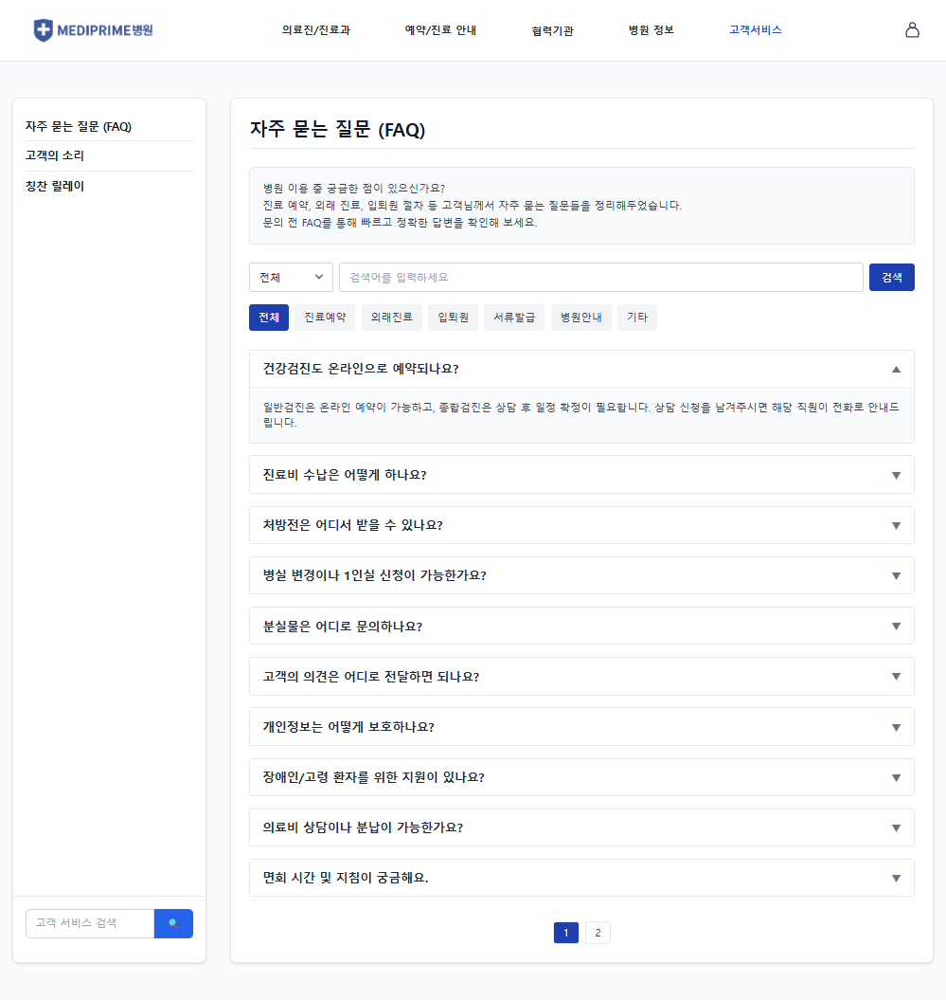 MEDIPRIME병원
의료진/진료과
예약/진료 안내
협력기관
병원 정보
고객서비스
자주 묻는 질문 (FAQ)
고객의 소리
칭찬 릴레이
고객 서비스 검색
자주 묻는 질문 (FAQ)
병원 이용 중 궁금한 점이 있으신가요?
진료 예약, 외래 진료, 입퇴원 절차 등 고객님께서 자주 묻는 질문들을 정리해두었습니다.
문의 전 FAQ를 통해 빠르고 정확한 답변을 확인해 보세요.
전체
검색어를 입력하세요
검색
전체
진료예약
외래진료
입퇴원
서류발급
병원안내
기타
건강검진도 온라인으로 예약되나요?
일반검진은 온라인 예약이 가능하고, 종합검진은 상담 후 일정 확정이 필요합니다. 상담 신청을 남겨주시면 해당 직원이 전화로 안내드
립니다.
진료비 수납은 어떻게 하나요?
처방전은 어디서 받을 수 있나요?
병실 변경이나 1인실 신청이 가능한가요?
분실물은 어디로 문의하나요?
고객의 의견은 어디로 전달하면 되나요?
개인정보는 어떻게 보호하나요?
장애인/고령 환자를 위한 지원이 있나요?
의료비 상담이나 분납이 가능한가요?
면회 시간 및 지침이 궁금해요.
1
2